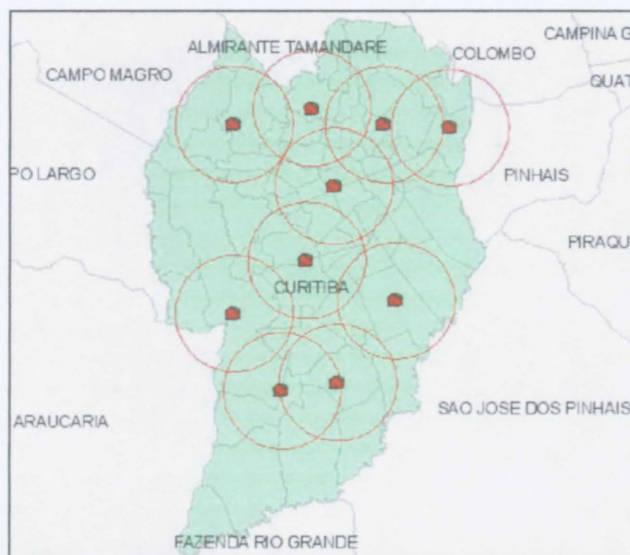 CAMPINA G
ALMIRANTE TAMANDARE
COLOMBO
CAMPO MAGRO
QUAT
PO LARGO
PINHAIS
PIRAQU
CURITIBA
SAO JOSE DOS PINHAIS
ARAUCARIA
FAZENDA RIO GRANDE